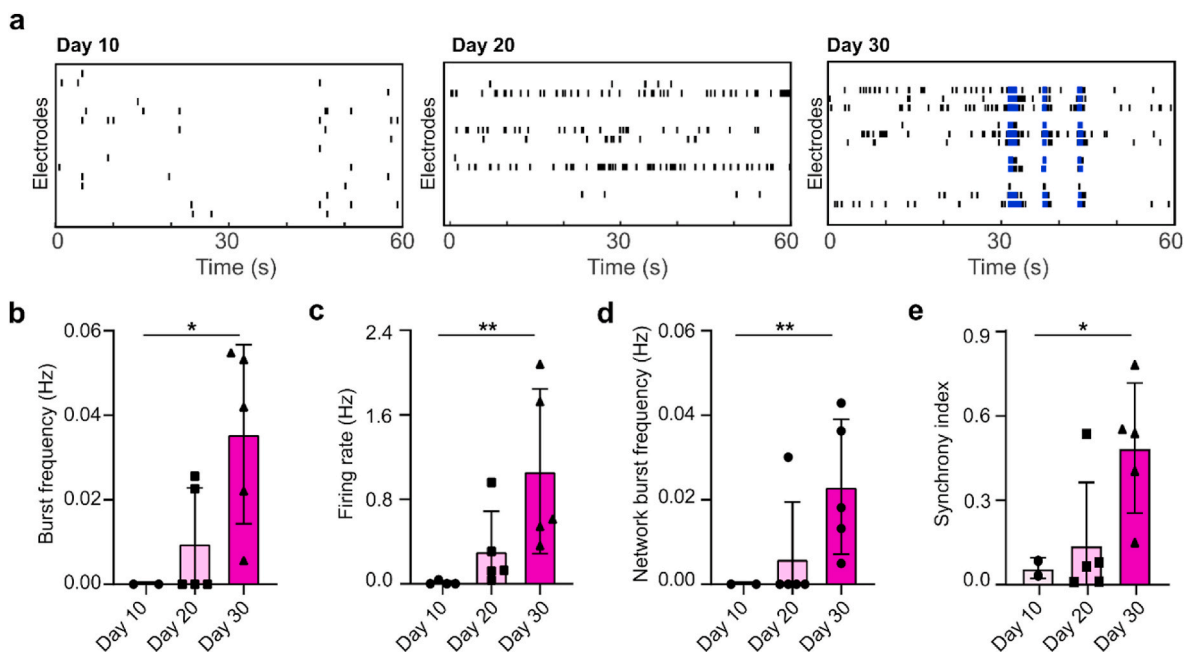 a
Day 10
Day 20
Day 30
Electrodes
Electrodes
Electrodes
0 30 60
0 30 60
0 30 60
Time (s)
Time (s)
Time (s)
b
c
d
e
Burst frequency (Hz)
0.06
0.04
0.02
0.00
*
Day 10
Day 20
Day 30
Firing rate (Hz)
2.4
1.6
0.8
0.0
**
Day 10
Day 20
Day 30
Network burst frequency (Hz)
0.06
0.04
0.02
0.00
**
Day 10
Day 20
Day 30
Synchrony index
0.9
0.6
0.3
0.0
*
Day 10
Day 20
Day 30